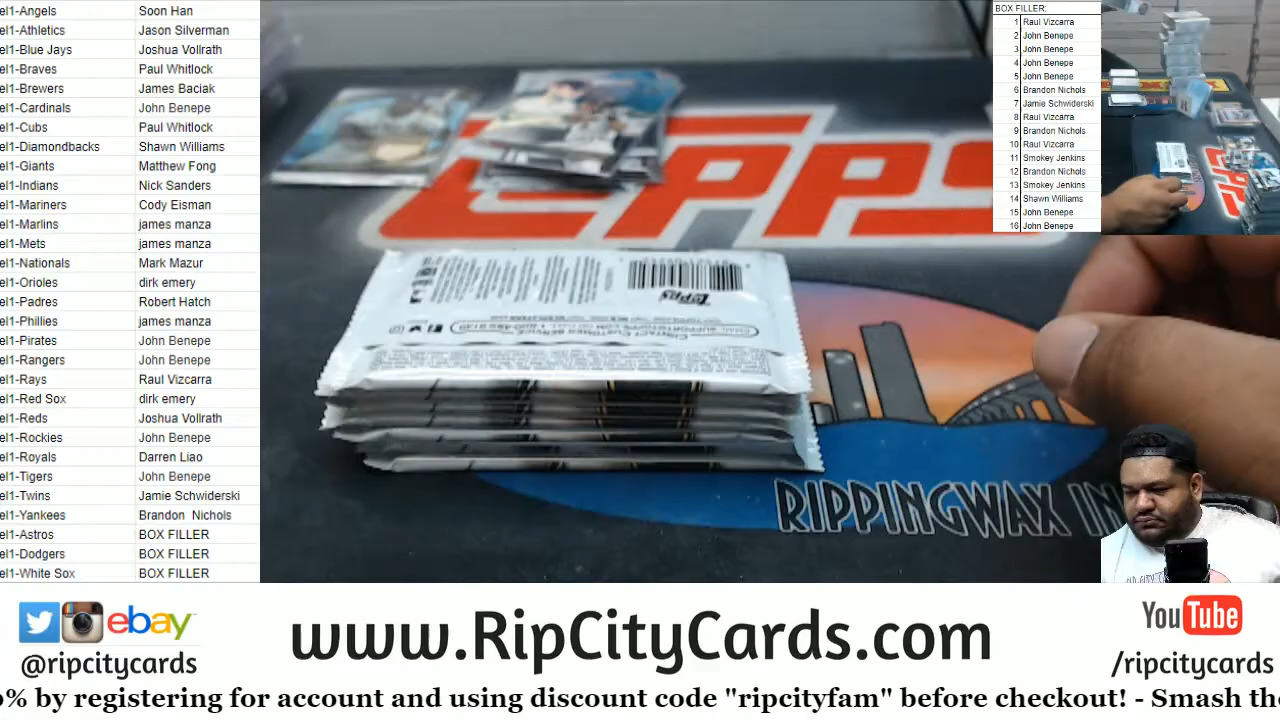 el1-Angels Soon Han
el1-Athletics Jason Silverman
el1-Blue Jays Joshua Vollrath
el1-Braves Paul Whitlock
el1-Brewers James Baciak
el1-Cardinals John Benepe
el1-Cubs Paul Whitlock
el1-Diamondbacks Shawn Williams
el1-Giants Matthew Fong
el1-Indians Nick Sanders
el1-Mariners Cody Eisman
el1-Marlins james manza
el1-Mets james manza
el1-Nationals Mark Mazur
el1-Orioles dirk emery
el1-Padres Robert Hatch
el1-Phillies james manza
el1-Pirates John Benepe
el1-Rangers John Benepe
el1-Rays Raul Vizcarra
el1-Red Sox dirk emery
el1-Reds Joshua Vollrath
el1-Rockies John Benepe
el1-Royals Darren Liao
el1-Tigers John Benepe
el1-Twins Jamie Schwiderski
el1-Yankees Brandon Nichols
el1-Astros BOX FILLER
el1-Dodgers BOX FILLER
el1-White Sox BOX FILLER
BOX FILLER:
1 Raul Vizcarra
2 John Benepe
3 John Benepe
4 John Benepe
5 John Benepe
6 Brandon Nichols
7 Jamie Schwiderski
8 Raul Vizcarra
9 Brandon Nichols
10 Raul Vizcarra
11 Smokey Jenkins
12 Brandon Nichols
13 Smokey Jenkins
14 Shawn Williams
15 John Benepe
16 John Benepe
TOPPS
topps
RIPPINGWAX IN
ebay
@ripcitycards
www.RipCityCards.com
YouTube
/ripcitycards
% by registering for account and using discount code "ripcityfam" before checkout! - Smash the